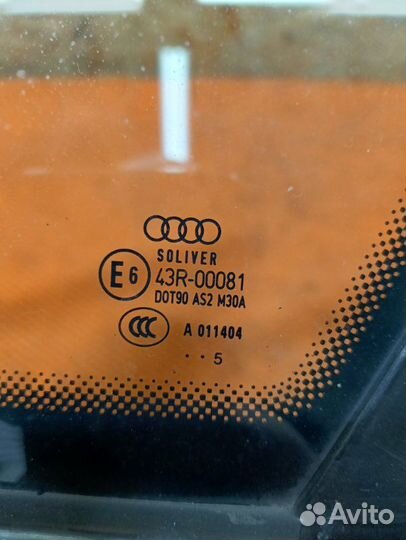 SOLIVER
E6 43R-00081
DOT90 AS2 M30A
CCC A 011404
. . 5
Avito